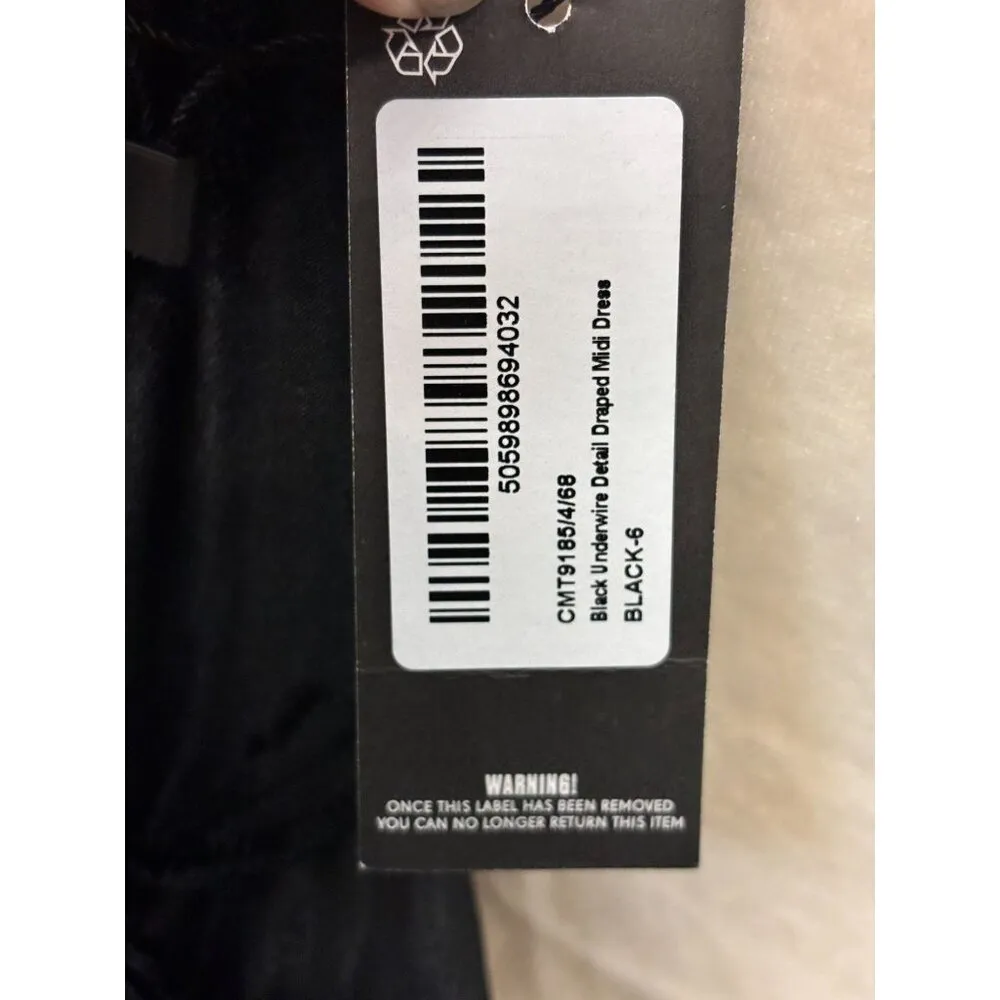 5059898694032
CMT9185/4/68
Black Underwire Detail Draped Midi Dress
BLACK-6
WARNING!
ONCE THIS LABEL HAS BEEN REMOVED
YOU CAN NO LONGER RETURN THIS ITEM